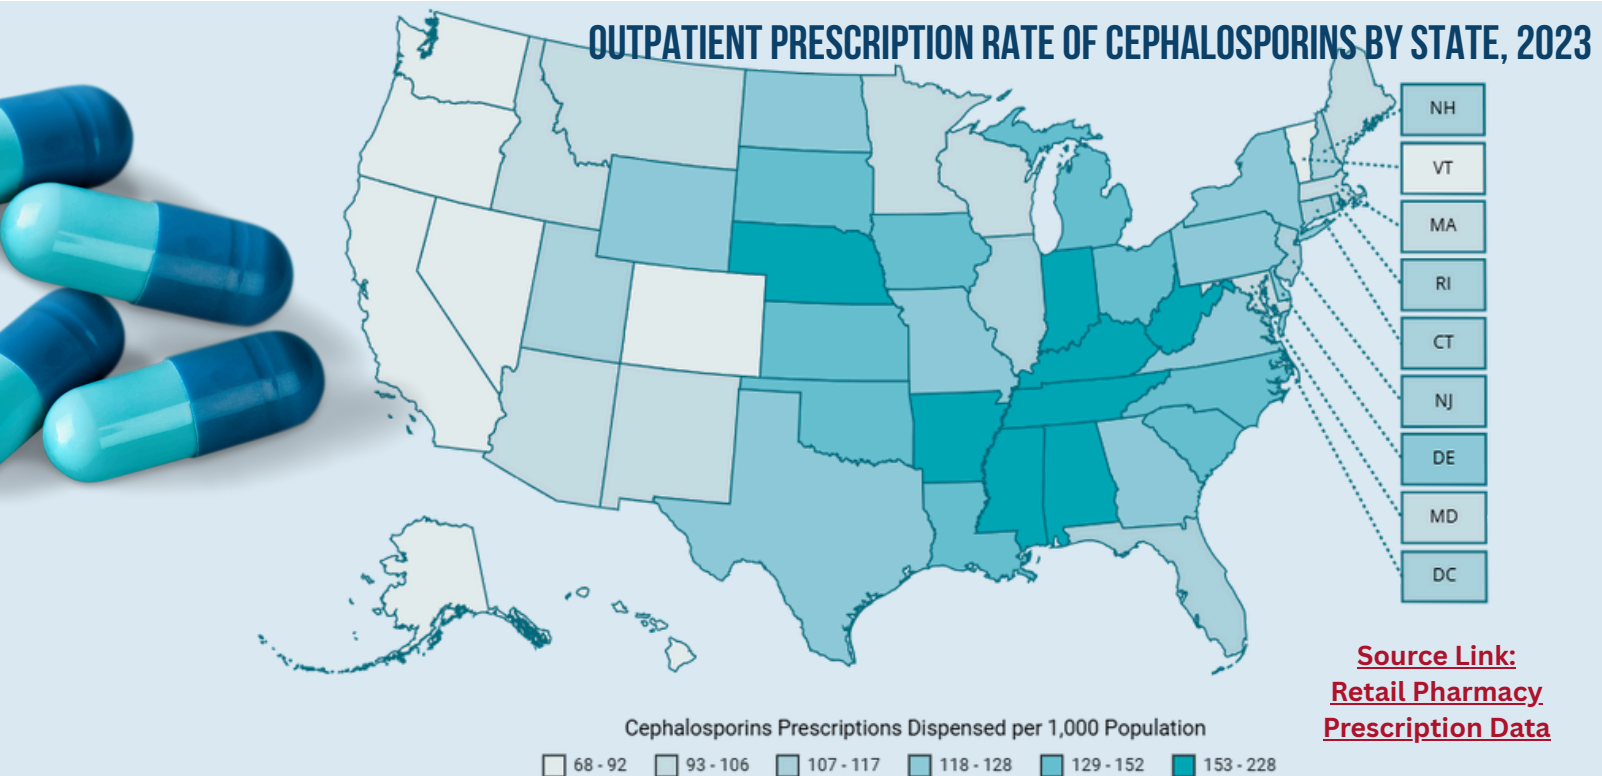 OUTPATIENT PRESCRIPTION RATE OF CEPHALOSPORINS BY STATE, 2023
NH
VT
MA
RI
CT
NJ
DE
MD
DC
Source Link:
Retail Pharmacy
Prescription Data
Cephalosporins Prescriptions Dispensed per 1,000 Population
68 - 92 93 - 106 107 - 117 118 - 128 129 - 152 153 - 228